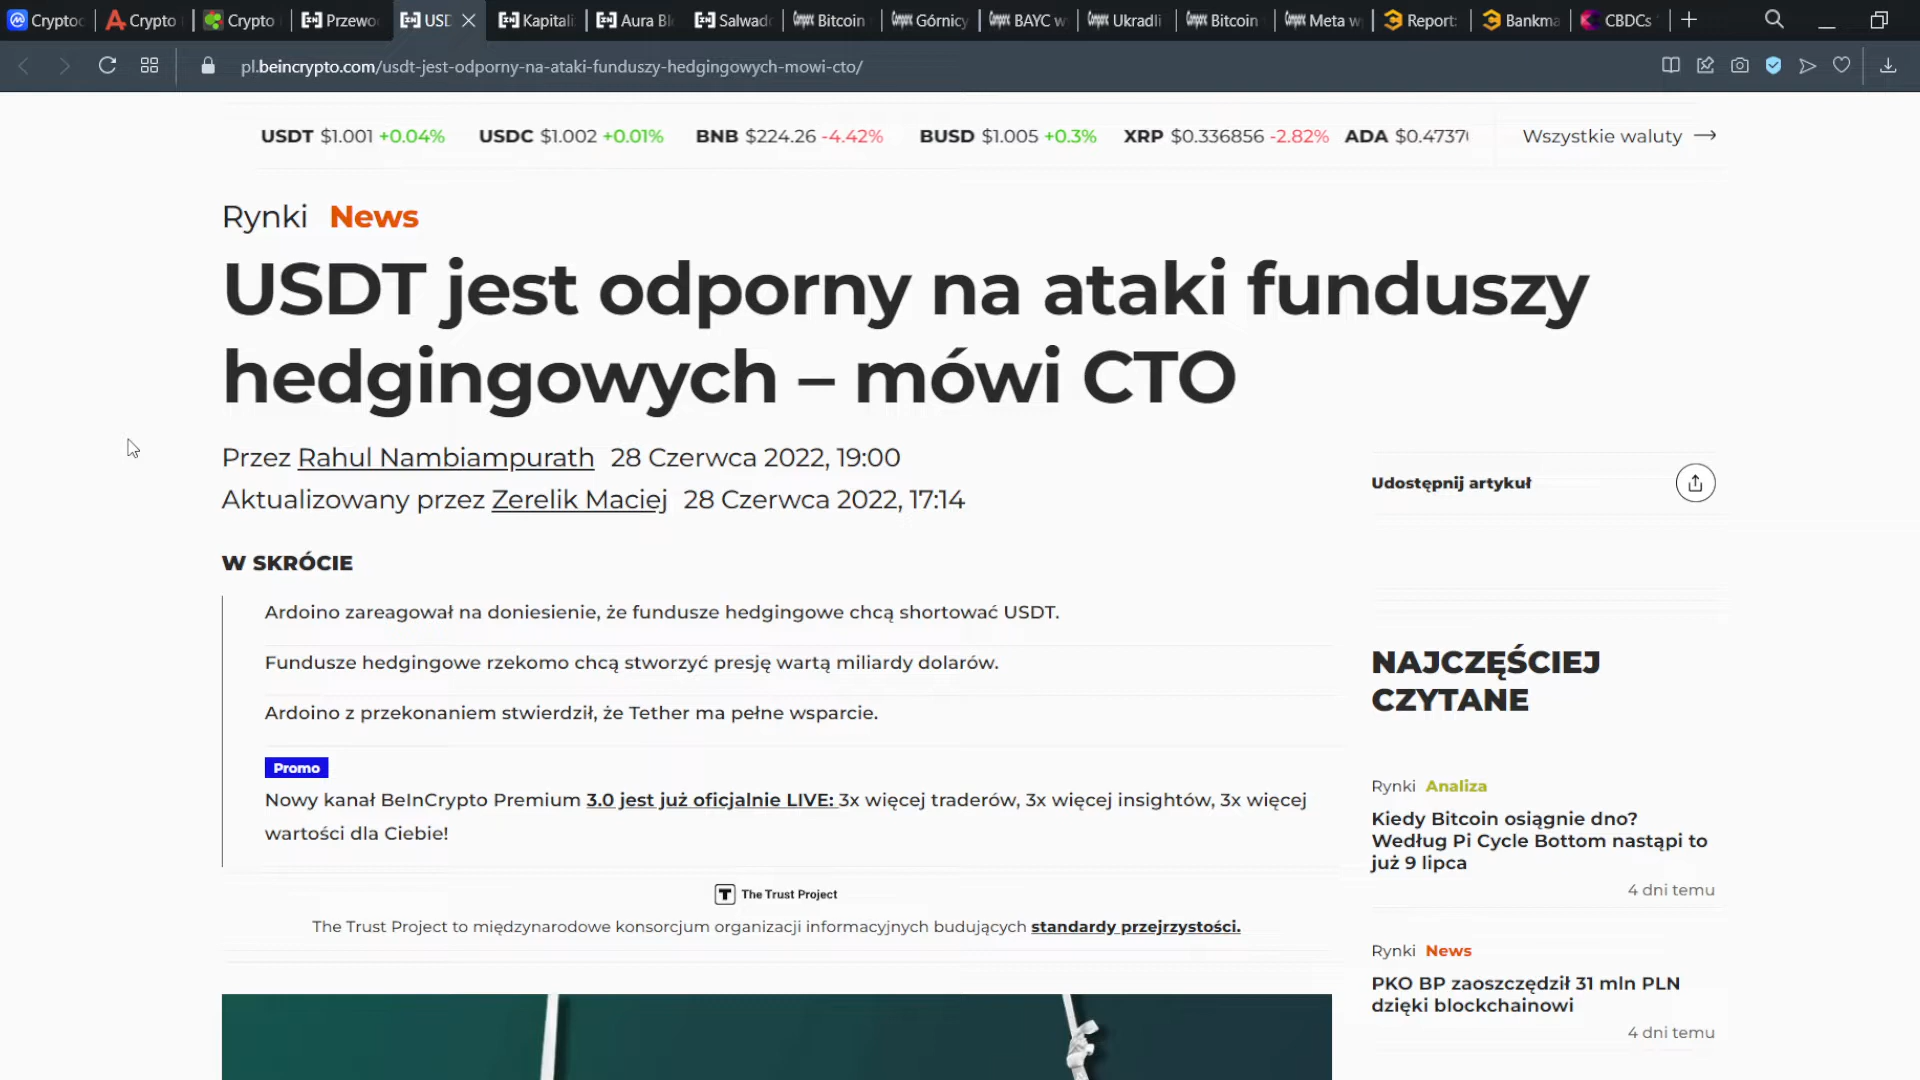 Cryptoc
Crypto
Crypto
Przewo
USD
Kapitali
Aura Bl
Salwad
Bitcoin
Górnicy
BAYC w
Ukradli
Bitcoin
Meta w
Report:
Bankma
CBDCs
pl.beincrypto.com/usdt-jest-odporny-na-ataki-funduszy-hedgingowych-mowi-cto/
USDT $1.001 +0.04% USDC $1.002 +0.01% BNB $224.26 -4.42% BUSD $1.005 +0.3% XRP $0.336856 -2.82% ADA $0.4737 Wszystkie waluty →
Rynki News
USDT jest odporny na ataki funduszy
hedgingowych – mówi CTO
Przez Rahul Nambiampurath 28 Czerwca 2022, 19:00
Aktualizowany przez Zerelik Maciej 28 Czerwca 2022, 17:14
Udostępnij artykuł
W SKRÓCIE
Ardoino zareagował na doniesienie, że fundusze hedgingowe chcą shortować USDT.
Fundusze hedgingowe rzekomo chcą stworzyć presję wartą miliardy dolarów.
Ardoino z przekonaniem stwierdził, że Tether ma pełne wsparcie.
Promo
Nowy kanał BeInCrypto Premium 3.0 jest już oficjalnie LIVE: 3x więcej traderów, 3x więcej insightów, 3x więcej
wartości dla Ciebie!
The Trust Project
The Trust Project to międzynarodowe konsorcjum organizacji informacyjnych budujących standardy przejrzystości.
NAJCZĘŚCIEJ
CZYTANE
Rynki Analiza
Kiedy Bitcoin osiągnie dno?
Według Pi Cycle Bottom nastąpi to
już 9 lipca
4 dni temu
Rynki News
PKO BP zaoszczędził 31 mln PLN
dzięki blockchainowi
4 dni temu